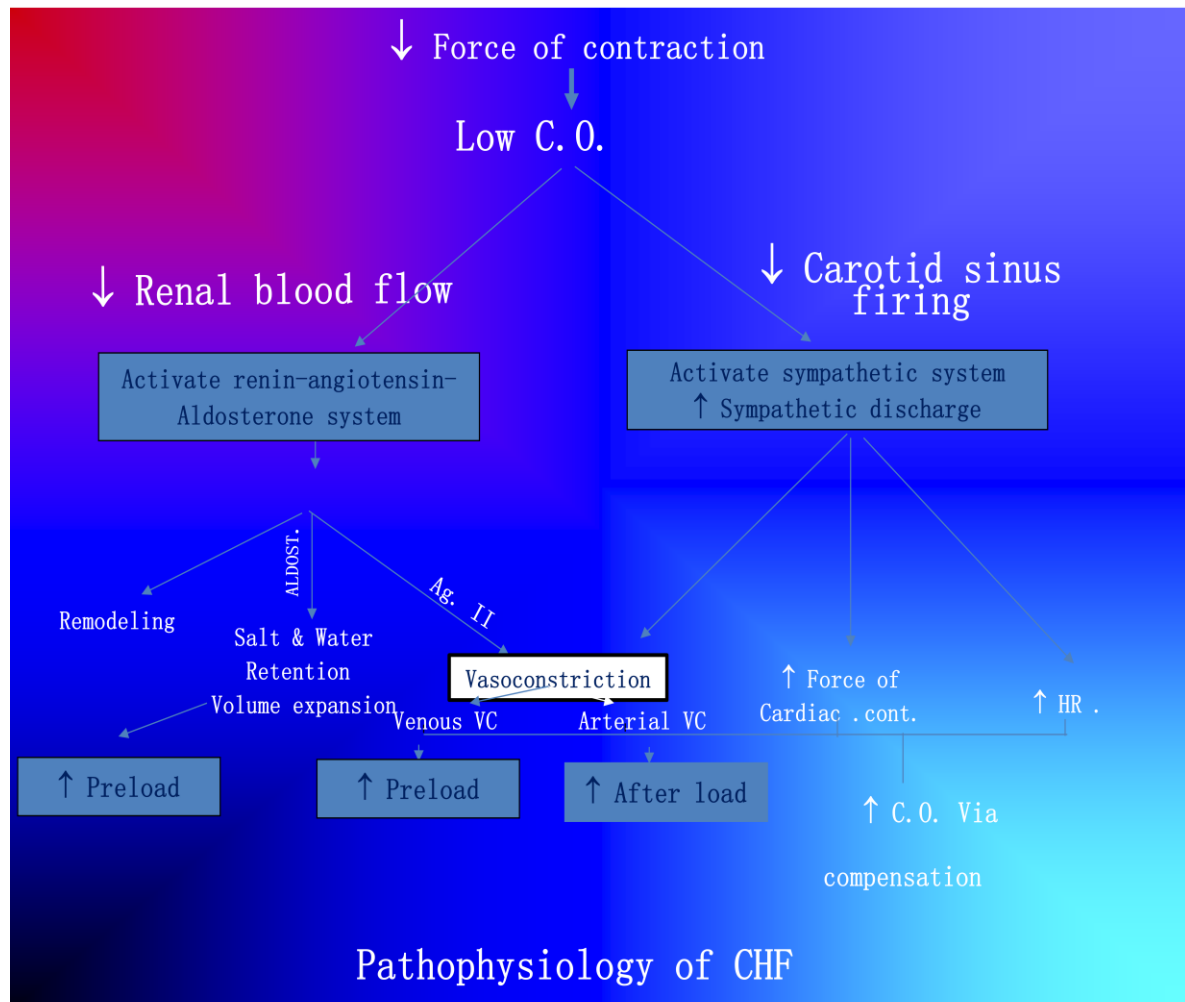 ↓ Force of contraction
Low C.O.
↓ Renal blood flow
↓ Carotid sinus
firing
Activate renin-angiotensin-
Aldosterone system
Activate sympathetic system
↑ Sympathetic discharge
ALDOST.
Ag. II
Remodeling
Salt & Water
Retention
Volume expansion
Vasoconstriction
Venous VC
Arterial VC
↑ Force of
Cardiac .cont.
↑ HR .
↑ Preload
↑ Preload
↑ After load
↑ C.O. Via
compensation
Pathophysiology of CHF